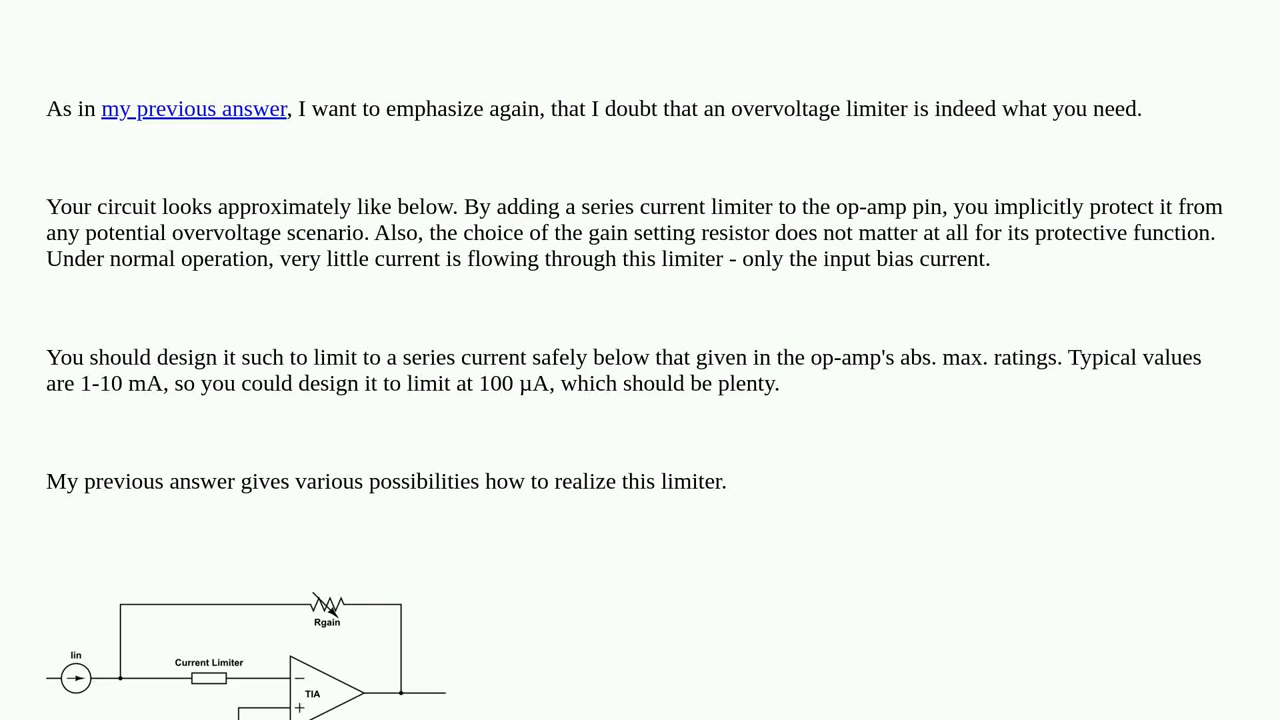 As in my previous answer, I want to emphasize again, that I doubt that an overvoltage limiter is indeed what you need.
Your circuit looks approximately like below. By adding a series current limiter to the op-amp pin, you implicitly protect it from
any potential overvoltage scenario. Also, the choice of the gain setting resistor does not matter at all for its protective function.
Under normal operation, very little current is flowing through this limiter - only the input bias current.
You should design it such to limit to a series current safely below that given in the op-amp's abs. max. ratings. Typical values
are 1-10 mA, so you could design it to limit at 100 µA, which should be plenty.
My previous answer gives various possibilities how to realize this limiter.
Rgain
Iin
Current Limiter
TIA